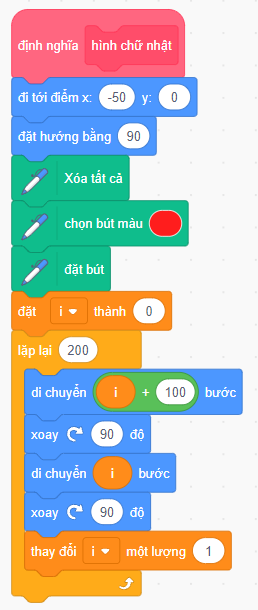 định nghĩa hình chữ nhật
đi tới điểm x: -50 y: 0
đặt hướng bằng 90
Xóa tất cả
chọn bút màu
đặt bút
đặt i thành 0
lặp lại 200
di chuyển i + 100 bước
xoay 90 độ
di chuyển i bước
xoay 90 độ
thay đổi i một lượng 1